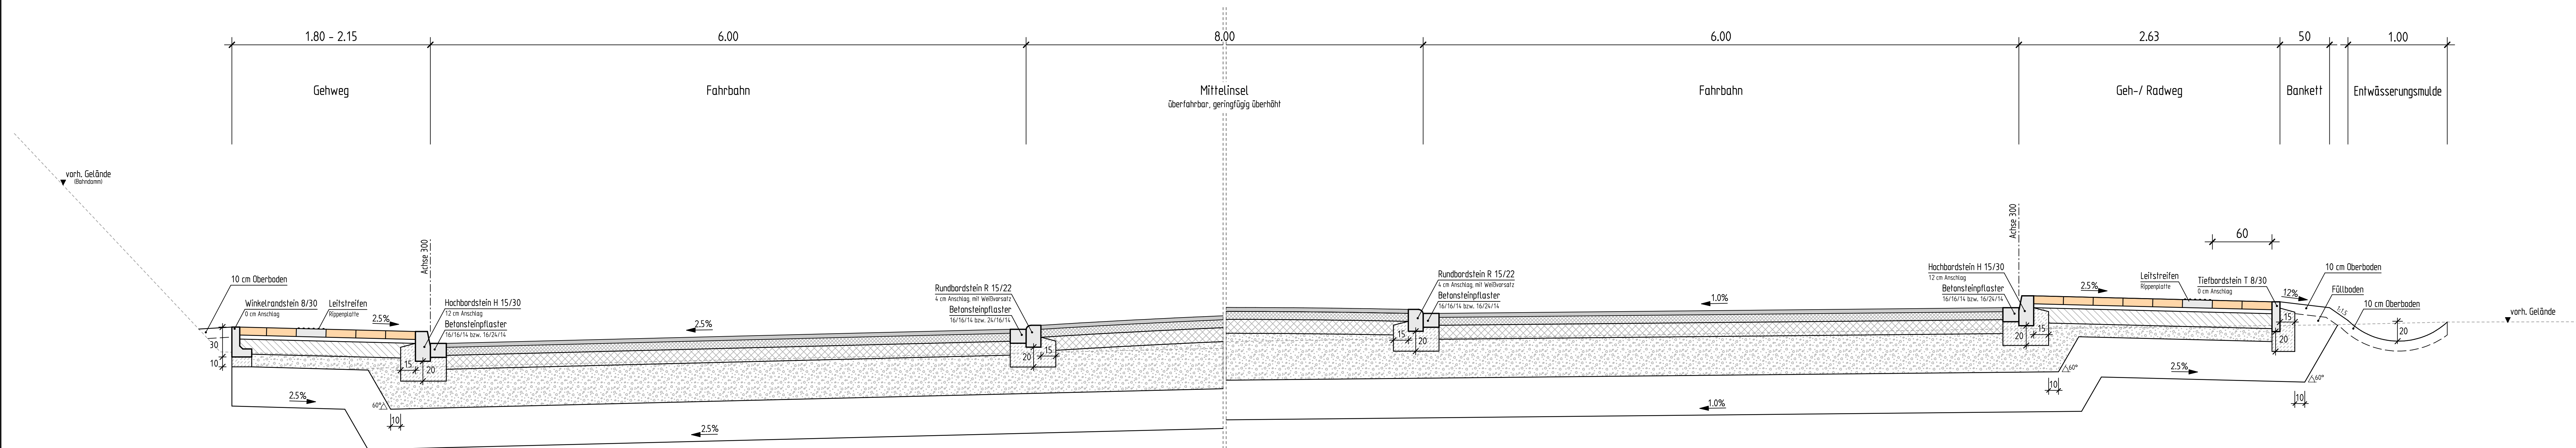 1.80 - 2.15
6.00
8.00
6.00
2.63
50
1.00
Gehweg
Fahrbahn
Mittelinsel
überfahrbar, geringfügig überhöht
Fahrbahn
Geh-/ Radweg
Bankett
Entwässerungsmulde
vorh. Gelände
(Bahndamm)
10 cm Oberboden
Winkelrandstein 8/30
0 cm Anschlag
Leitstreifen
Rippenplatte
2.5%
Achse 300
Hochbordstein H 15/30
12 cm Anschlag
Betonsteinpflaster
16/16/14 bzw. 16/24/14
30
10
15
20
2.5%
60°
10
2.5%
2.5%
Rundbordstein R 15/22
4 cm Anschlag, mit Weißvorsatz
Betonsteinpflaster
16/16/14 bzw. 24/16/14
20
15
Rundbordstein R 15/22
4 cm Anschlag, mit Weißvorsatz
Betonsteinpflaster
16/16/14 bzw. 16/24/14
15
20
1.0%
1.0%
Achse 300
Hochbordstein H 15/30
12 cm Anschlag
Betonsteinpflaster
16/16/14 bzw. 16/24/14
20
15
60°
10
2.5%
60
Leitstreifen
Rippenplatte
Tiefbordstein T 8/30
0 cm Anschlag
12%
15
20
2.5%
60°
10
10 cm Oberboden
Füllboden
10 cm Oberboden
1:1.5
20
vorh. Gelände